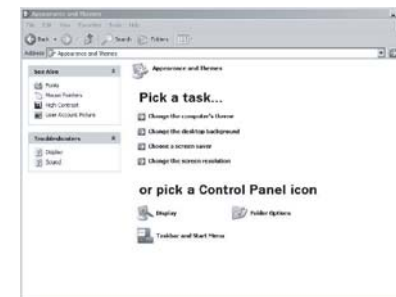 Appearance and Themes
File Edit View Favorites Tools Help
Back Search Folders
Address Appearance and Themes
See Also
Fonts
Mouse Pointers
High Contrast
User Account Picture
Troubleshooters
Display
Sound
Appearance and Themes
Pick a task...
Change the computer's theme
Change the desktop background
Choose a screen saver
Change the screen resolution
or pick a Control Panel icon
Display
Folder Options
Taskbar and Start Menu